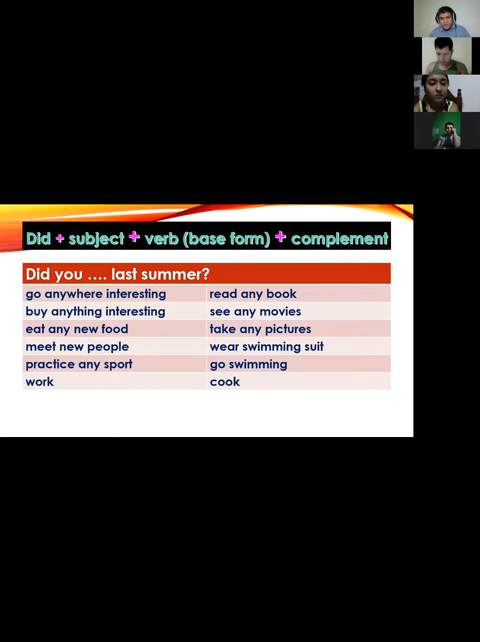 Did + subject + verb (base form) + complement
Did you .... last summer?
go anywhere interesting read any book
buy anything interesting see any movies
eat any new food take any pictures
meet new people wear swimming suit
practice any sport go swimming
work cook